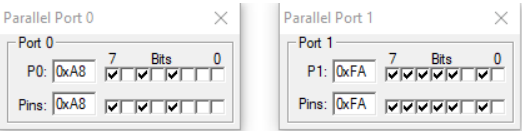 Parallel Port 0
Port 0
7 Bits 0
P0: 0xA8
Pins: 0xA8
Parallel Port 1
Port 1
7 Bits 0
P1: 0xFA
Pins: 0xFA